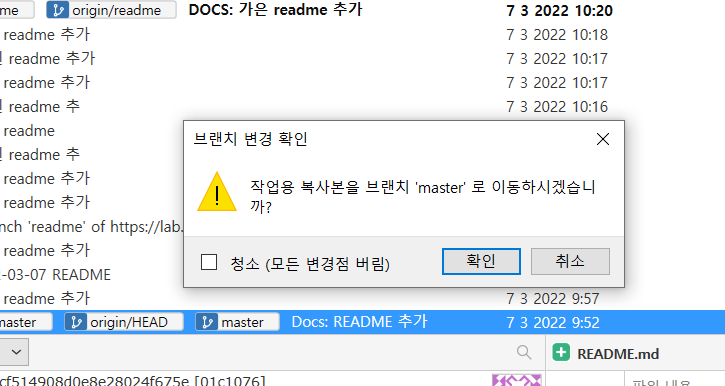 me origin/readme DOCS: 가은 readme 추가 7 3 2022 10:20
readme 추가 7 3 2022 10:18
readme 추가 7 3 2022 10:17
readme 추가 7 3 2022 10:17
readme 추 7 3 2022 10:16
readme
readme 추
readme 추가
readme 추가
nch 'readme' of https://lab.
readme 추가
2-03-07 README
readme 추가 7 3 2022 9:57
master origin/HEAD master Docs: README 추가 7 3 2022 9:52
브랜치 변경 확인
작업용 복사본을 브랜치 'master' 로 이동하시겠습니
까?
청소 (모든 변경점 버림) 확인 취소
README.md
cf514908d0e8e28024f675e [01c1076]